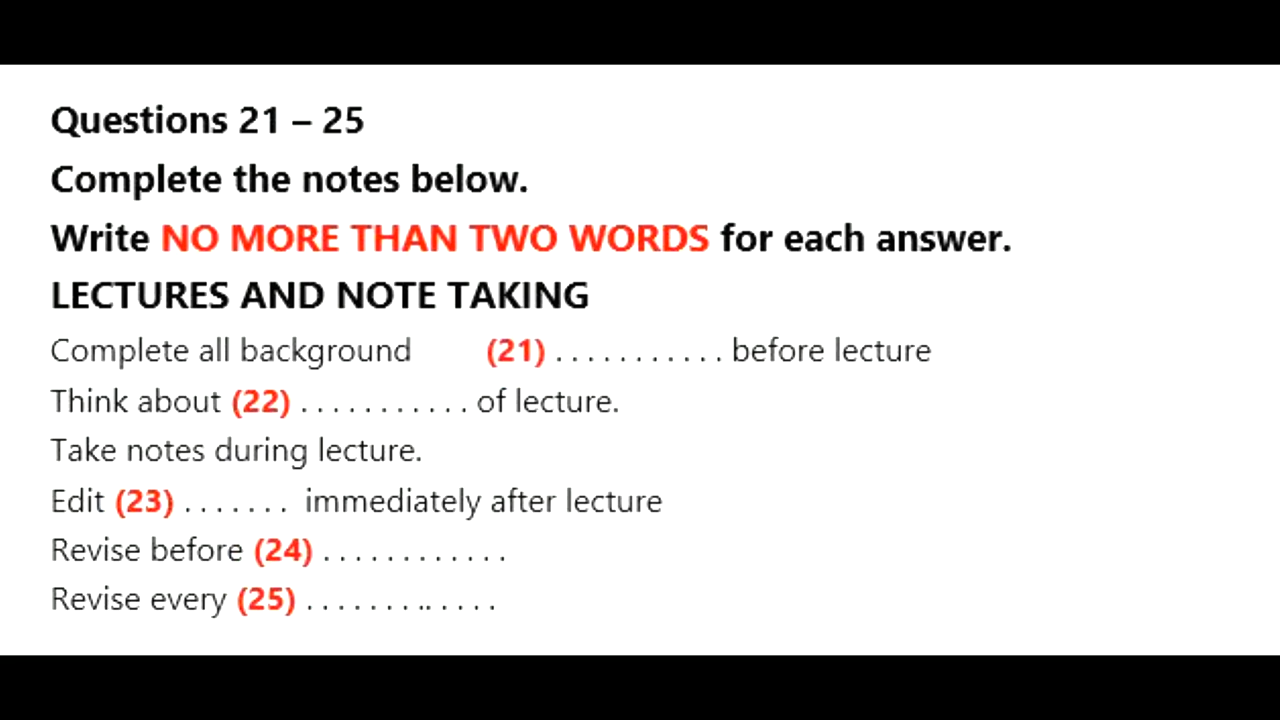 Questions 21 – 25
Complete the notes below.
Write NO MORE THAN TWO WORDS for each answer.
LECTURES AND NOTE TAKING
Complete all background (21) . . . . . . . . . . . before lecture
Think about (22) . . . . . . . . . . . of lecture.
Take notes during lecture.
Edit (23) . . . . . . . immediately after lecture
Revise before (24) . . . . . . . . . . . .
Revise every (25) . . . . . . . .. . . . .